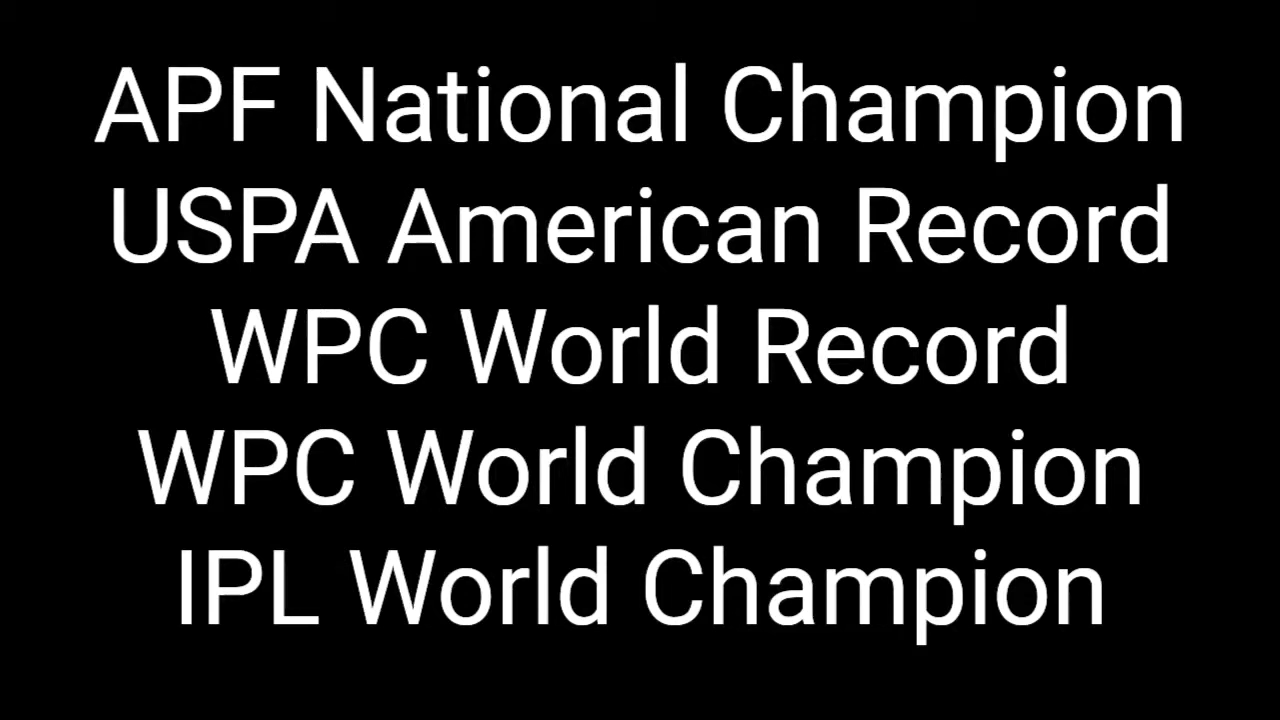 APF National Champion
USPA American Record
WPC World Record
WPC World Champion
IPL World Champion